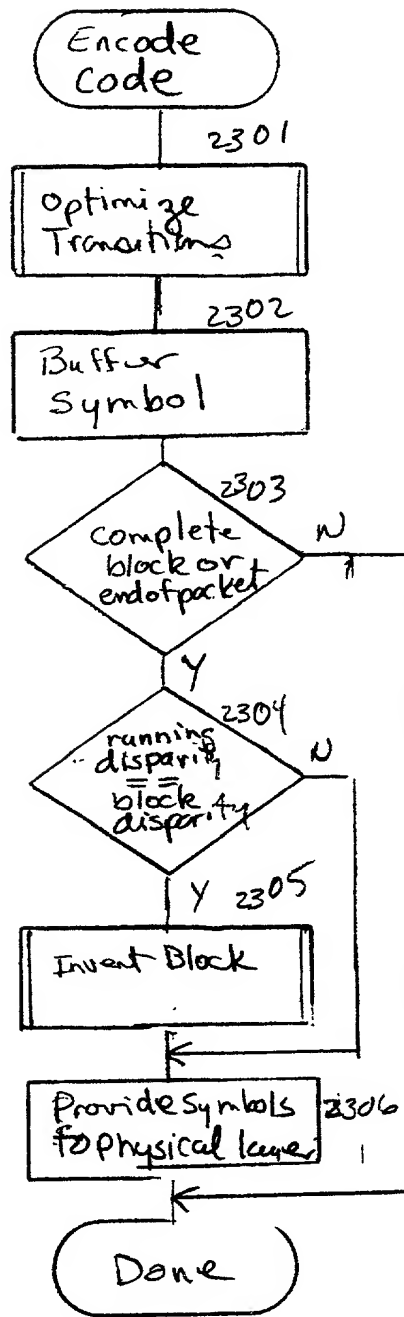 Encode
Code
2301
Optimize
Transitions
2302
Buffer
Symbol
2303
complete
block or
end of packet
N
Y
2304
running
disparity
==
block
disparity
N
Y
2305
Invert Block
Provide symbols
to physical layer
2306
Done